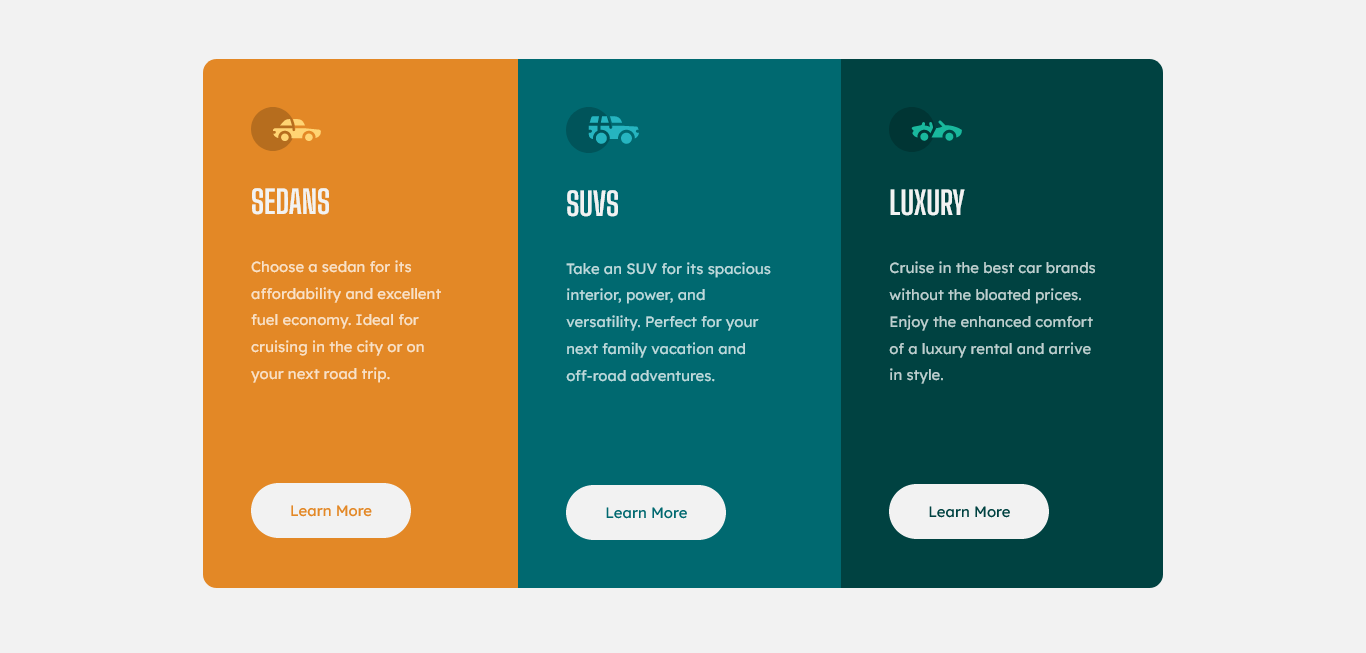 SEDANS
Choose a sedan for its
affordability and excellent
fuel economy. Ideal for
cruising in the city or on
your next road trip.
Learn More
SUVS
Take an SUV for its spacious
interior, power, and
versatility. Perfect for your
next family vacation and
off-road adventures.
Learn More
LUXURY
Cruise in the best car brands
without the bloated prices.
Enjoy the enhanced comfort
of a luxury rental and arrive
in style.
Learn More